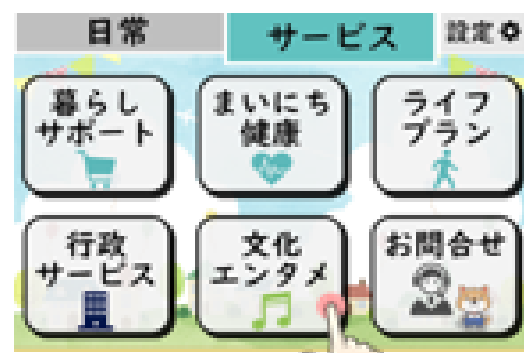 日常
サービス
設定
暮らし
サポート
まいにち
健康
ライフ
プラン
行政
サービス
文化
エンタメ
お問合せ